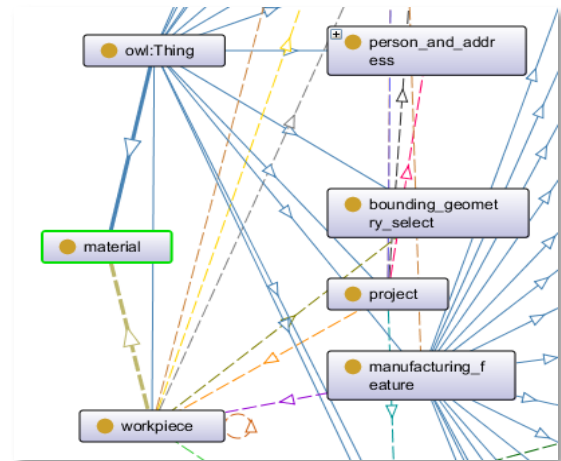 owl:Thing
person_and_addr
ess
bounding_geomet
ry_select
material
project
manufacturing_f
eature
workpiece